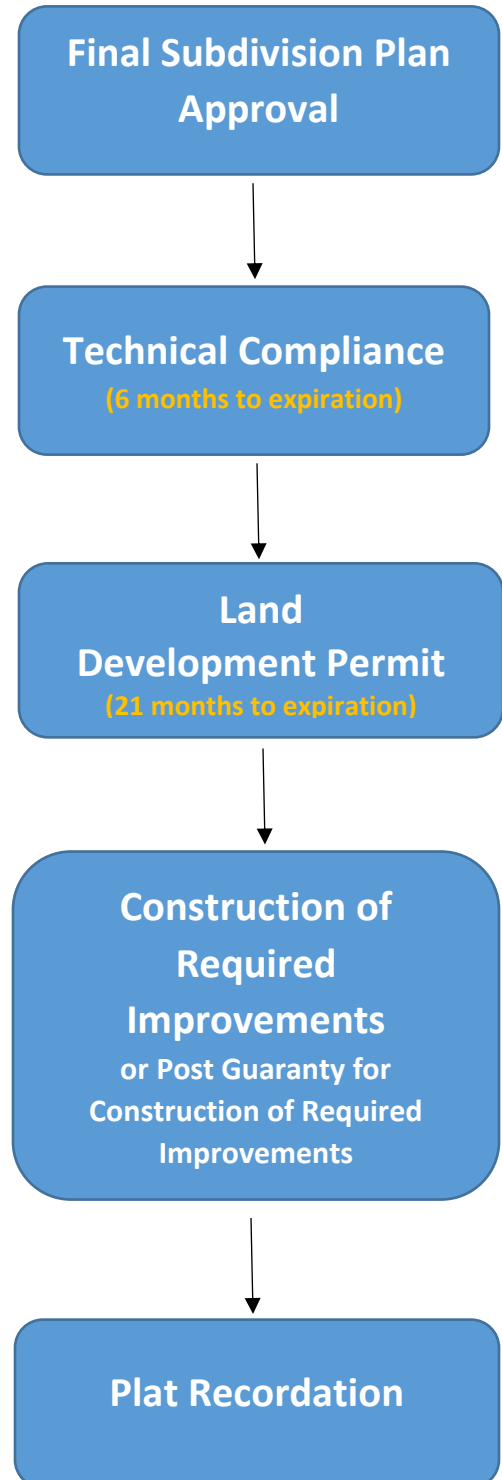 Final Subdivision Plan
Approval
Technical Compliance
(6 months to expiration)
Land
Development Permit
(21 months to expiration)
Construction of
Required
Improvements
or Post Guaranty for
Construction of Required
Improvements
Plat Recordation